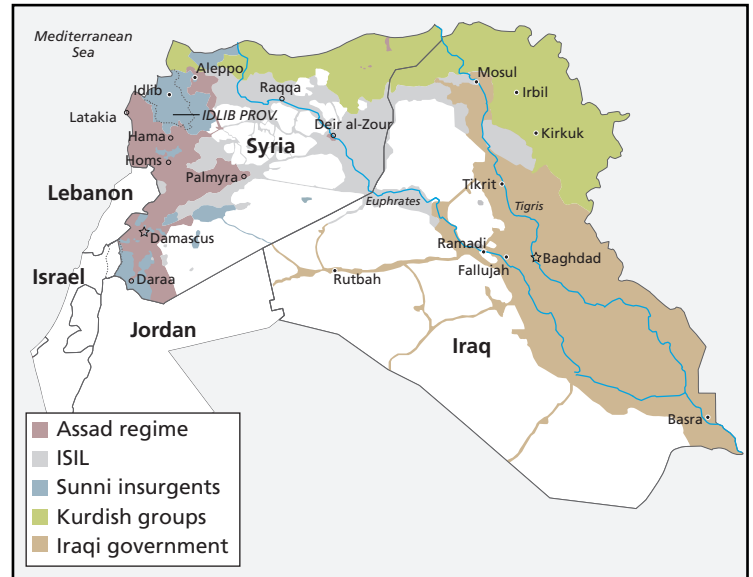 Mediterranean
Sea
Aleppo
Mosul
Idlib
Raqqa
Irbil
Latakia
IDLIB PROV.
Deir al-Zour
Hama
Kirkuk
Syria
Homs
Palmyra
Tikrit
Lebanon
Euphrates
Tigris
Damascus
Ramadi
Baghdad
Israel
Daraa
Rutbah
Fallujah
Jordan
Iraq
Basra
Assad regime
ISIL
Sunni insurgents
Kurdish groups
Iraqi government